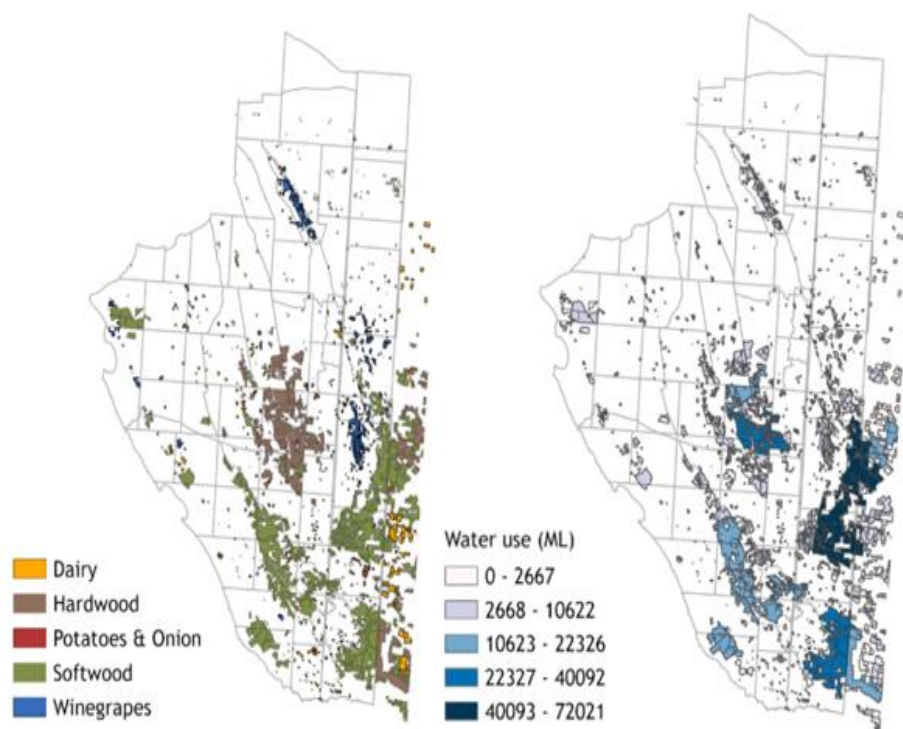 Dairy
Hardwood
Potatoes & Onion
Softwood
Winegrapes
Water use (ML)
0 - 2667
2668 - 10622
10623 - 22326
22327 - 40092
40093 - 72021